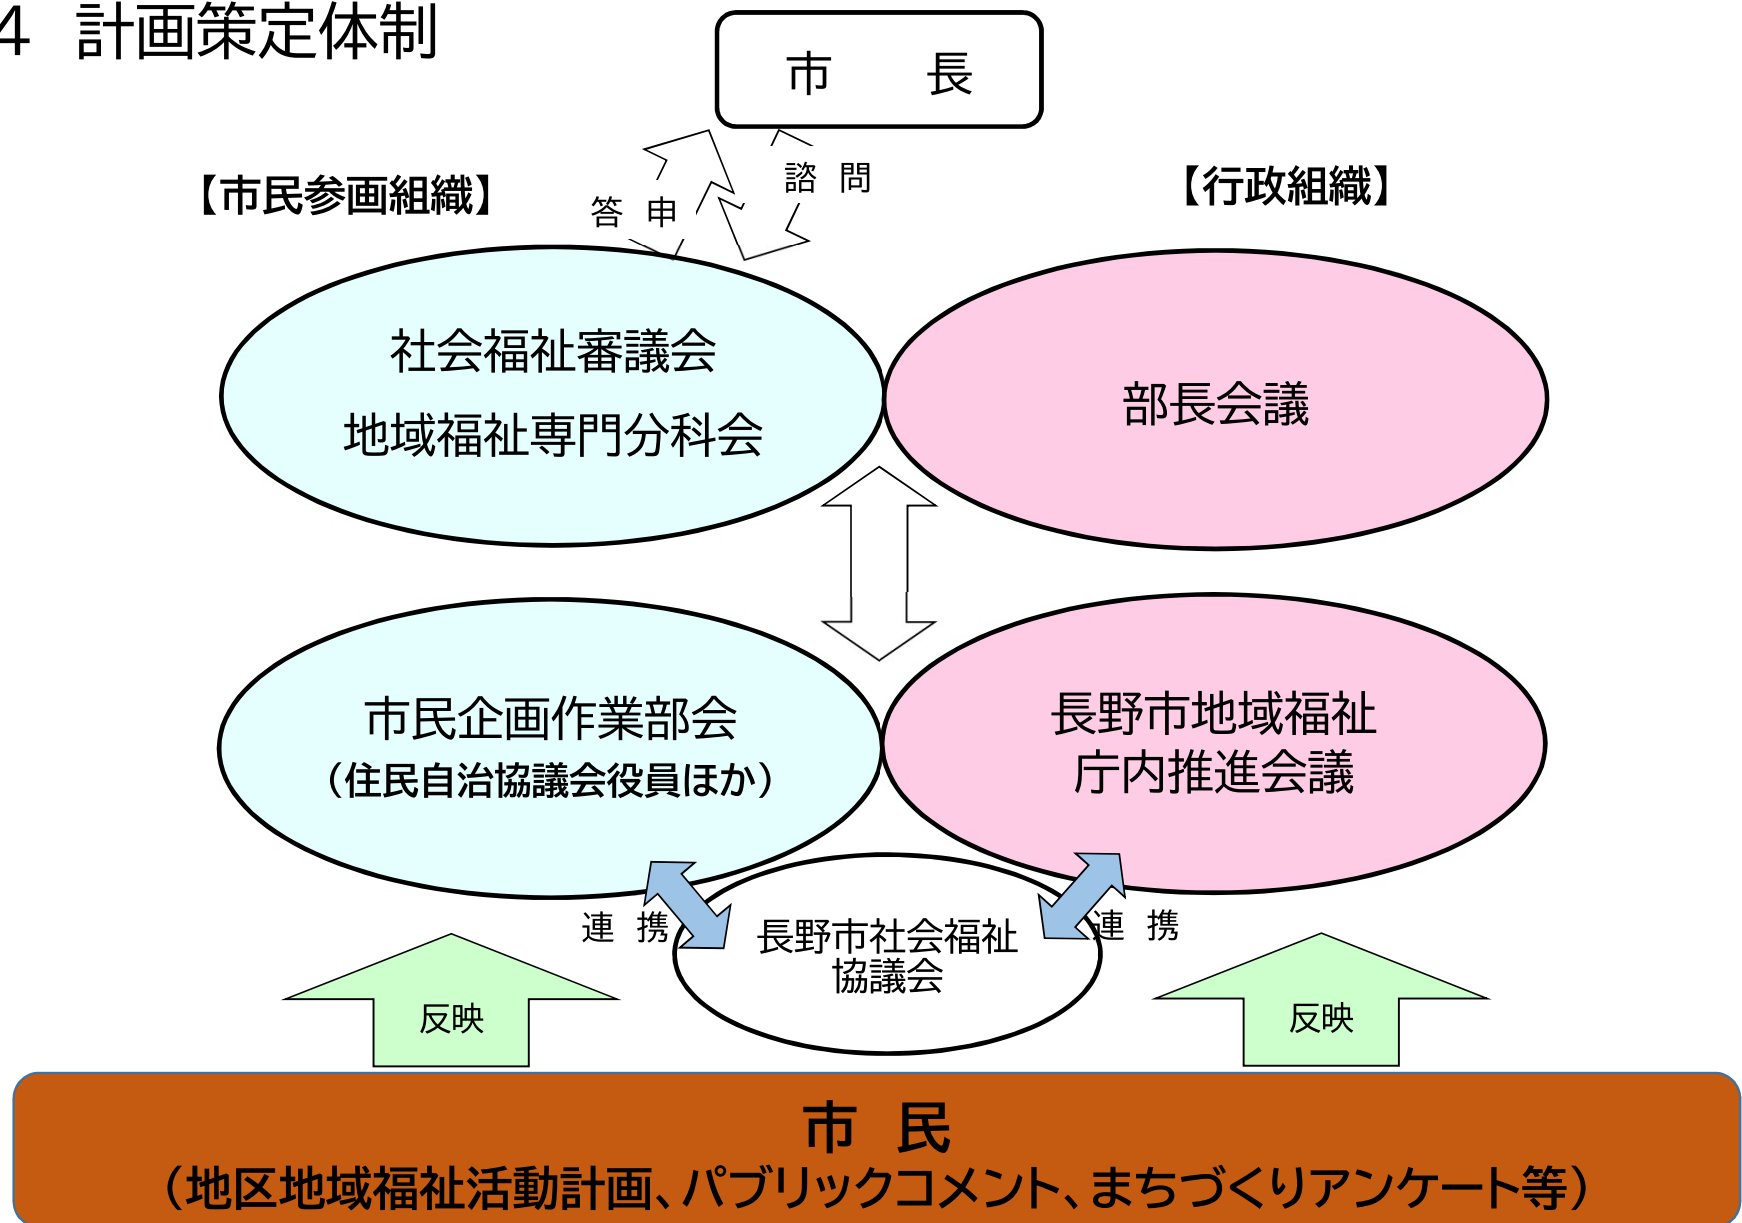 4 計画策定体制
市 長
【市民参画組織】
諮 問
【行政組織】
答 申
社会福祉審議会
地域福祉専門分科会
部長会議
市民企画作業部会
（住民自治協議会役員ほか）
長野市地域福祉
庁内推進会議
連 携
長野市社会福祉
協議会
連 携
反映
反映
市 民
（地区地域福祉活動計画、パブリックコメント、まちづくりアンケート等）